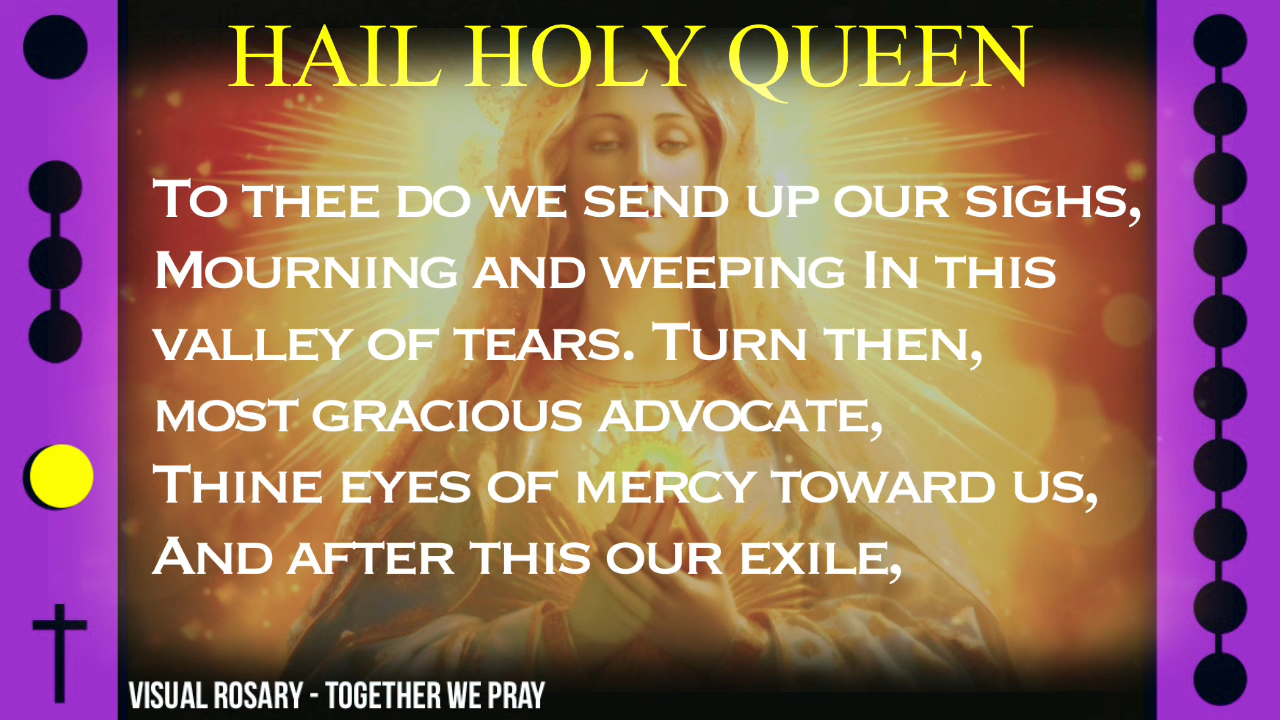 HAIL HOLY QUEEN
To thee do we send up our sighs,
Mourning and weeping In this
valley of tears. Turn then,
most gracious advocate,
Thine eyes of mercy toward us,
And after this our exile,
VISUAL ROSARY - TOGETHER WE PRAY